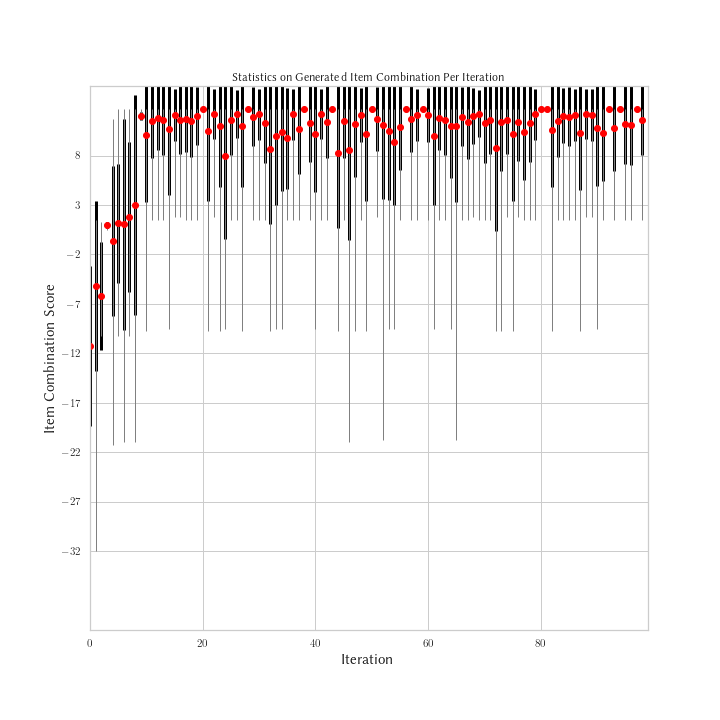 Statistics on Generated Item Combination Per Iteration
8
3
−2
−7
−12
−17
−22
−27
−32
Item Combination Score
0 20 40 60 80
Iteration